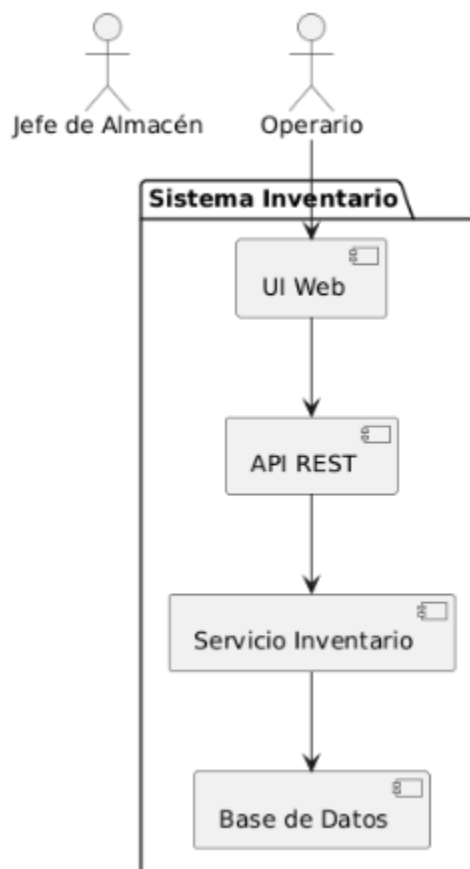 Jefe de Almacén
Operario
Sistema Inventario
UI Web
API REST
Servicio Inventario
Base de Datos